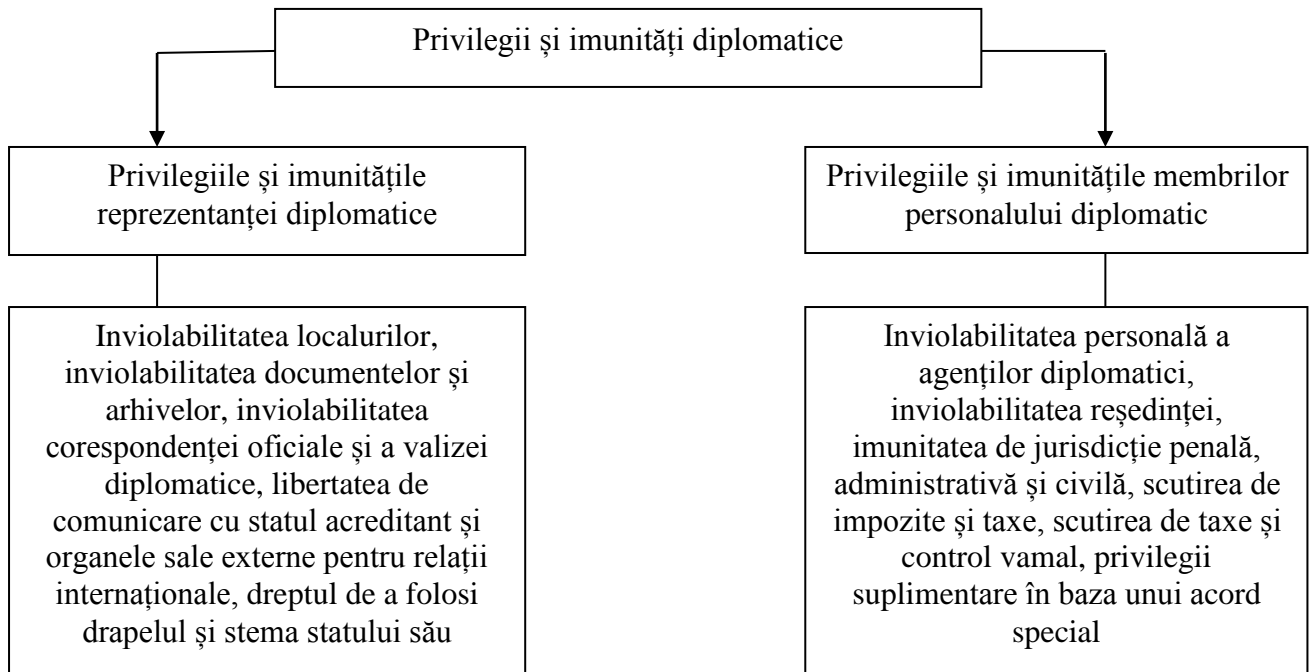 Privilegii și imunități diplomatice
Privilegiile și imunitățile
reprezentanței diplomatice
Privilegiile și imunitățile membrilor
personalului diplomatic
Inviolabilitatea localurilor,
inviolabilitatea documentelor și
arhivelor, inviolabilitatea
corespondenței oficiale și a valizei
diplomatice, libertatea de
comunicare cu statul acreditant și
organele sale externe pentru relații
internaționale, dreptul de a folosi
drapelul și stema statului său
Inviolabilitatea personală a
agenților diplomatici,
inviolabilitatea reședinței,
imunitatea de jurisdicție penală,
administrativă și civilă, scutirea de
impozite și taxe, scutirea de taxe și
control vamal, privilegii
suplimentare în baza unui acord
special